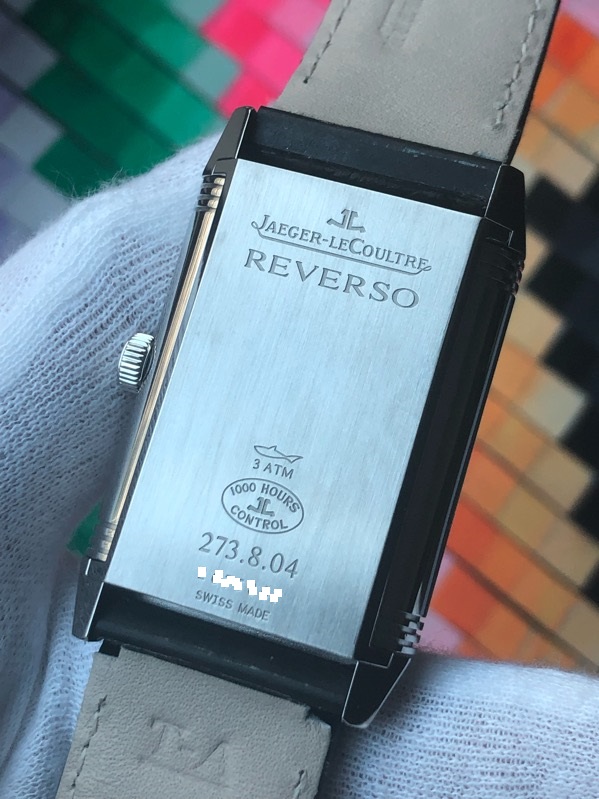 JAEGER-LECOULTRE
REVERSO
3 ATM
1000 HOURS
CONTROL
273.8.04
SWISS MADE